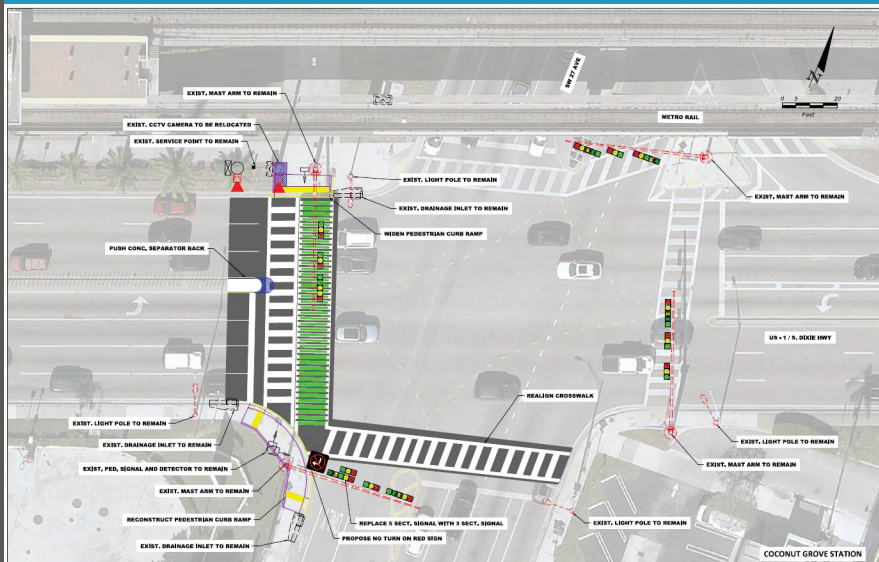 SW 27 AVE
N
0 5 20
Feet
METRO RAIL
EXIST. MAST ARM TO REMAIN
EXIST. CCTV CAMERA TO BE RELOCATED
EXIST. SERVICE POINT TO REMAIN
EXIST. LIGHT POLE TO REMAIN
EXIST. MAST ARM TO REMAIN
EXIST. DRAINAGE INLET TO REMAIN
WIDEN PEDESTRIAN CURB RAMP
PUSH CONC. SEPARATOR BACK
US - 1 / S. DIXIE HWY
REALIGN CROSSWALK
EXIST. LIGHT POLE TO REMAIN
EXIST. LIGHT POLE TO REMAIN
EXIST. DRAINAGE INLET TO REMAIN
EXIST. PED. SIGNAL AND DETECTOR TO REMAIN
EXIST. MAST ARM TO REMAIN
EXIST. MAST ARM TO REMAIN
RECONSTRUCT PEDESTRIAN CURB RAMP
REPLACE 5 SECT. SIGNAL WITH 3 SECT. SIGNAL
EXIST. LIGHT POLE TO REMAIN
PROPOSE NO TURN ON RED SIGN
EXIST. DRAINAGE INLET TO REMAIN
COCONUT GROVE STATION